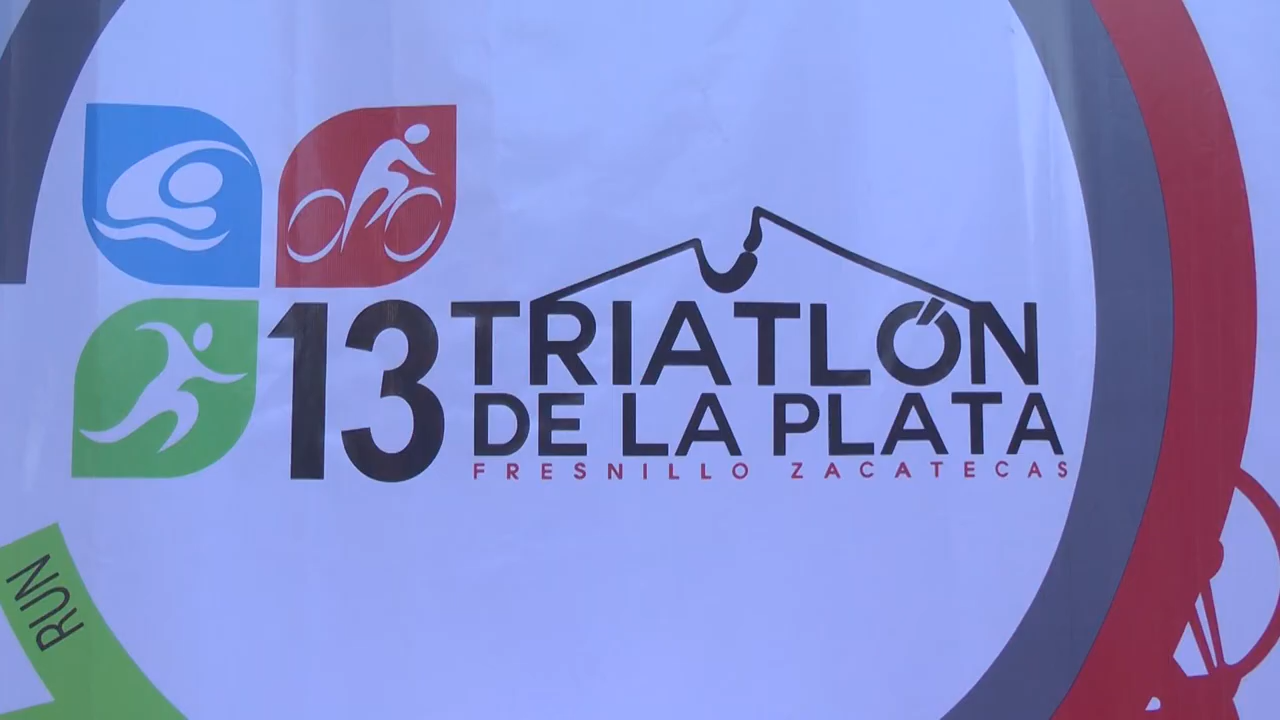 13 TRIATLÓN
DE LA PLATA
FRESNILLO ZACATECAS
RUN